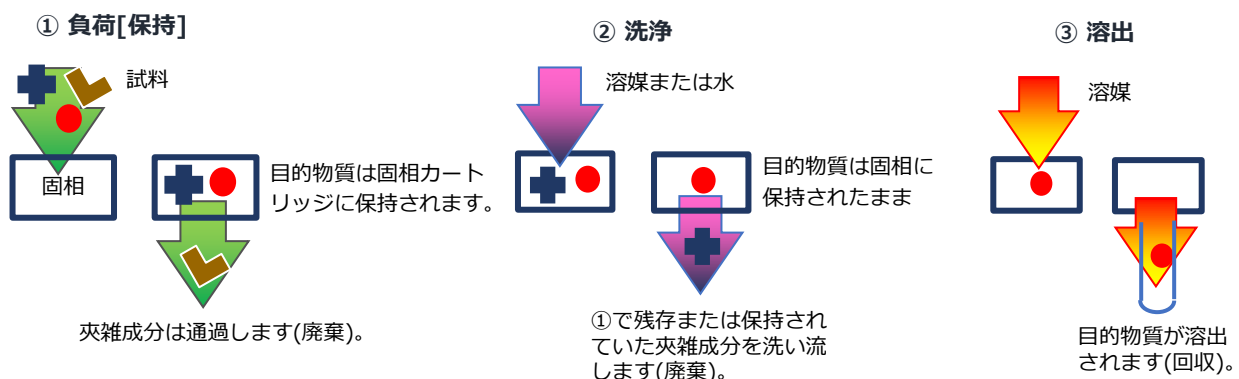 ① 負荷[保持]
試料
固相
目的物質は固相カート
リッジに保持されます。
夾雑成分は通過します(廃棄)。
② 洗浄
溶媒または水
目的物質は固相に
保持されたまま
①で残存または保持され
ていた夾雑成分を洗い流
します(廃棄)。
③ 溶出
溶媒
目的物質が溶出
されます(回収)。